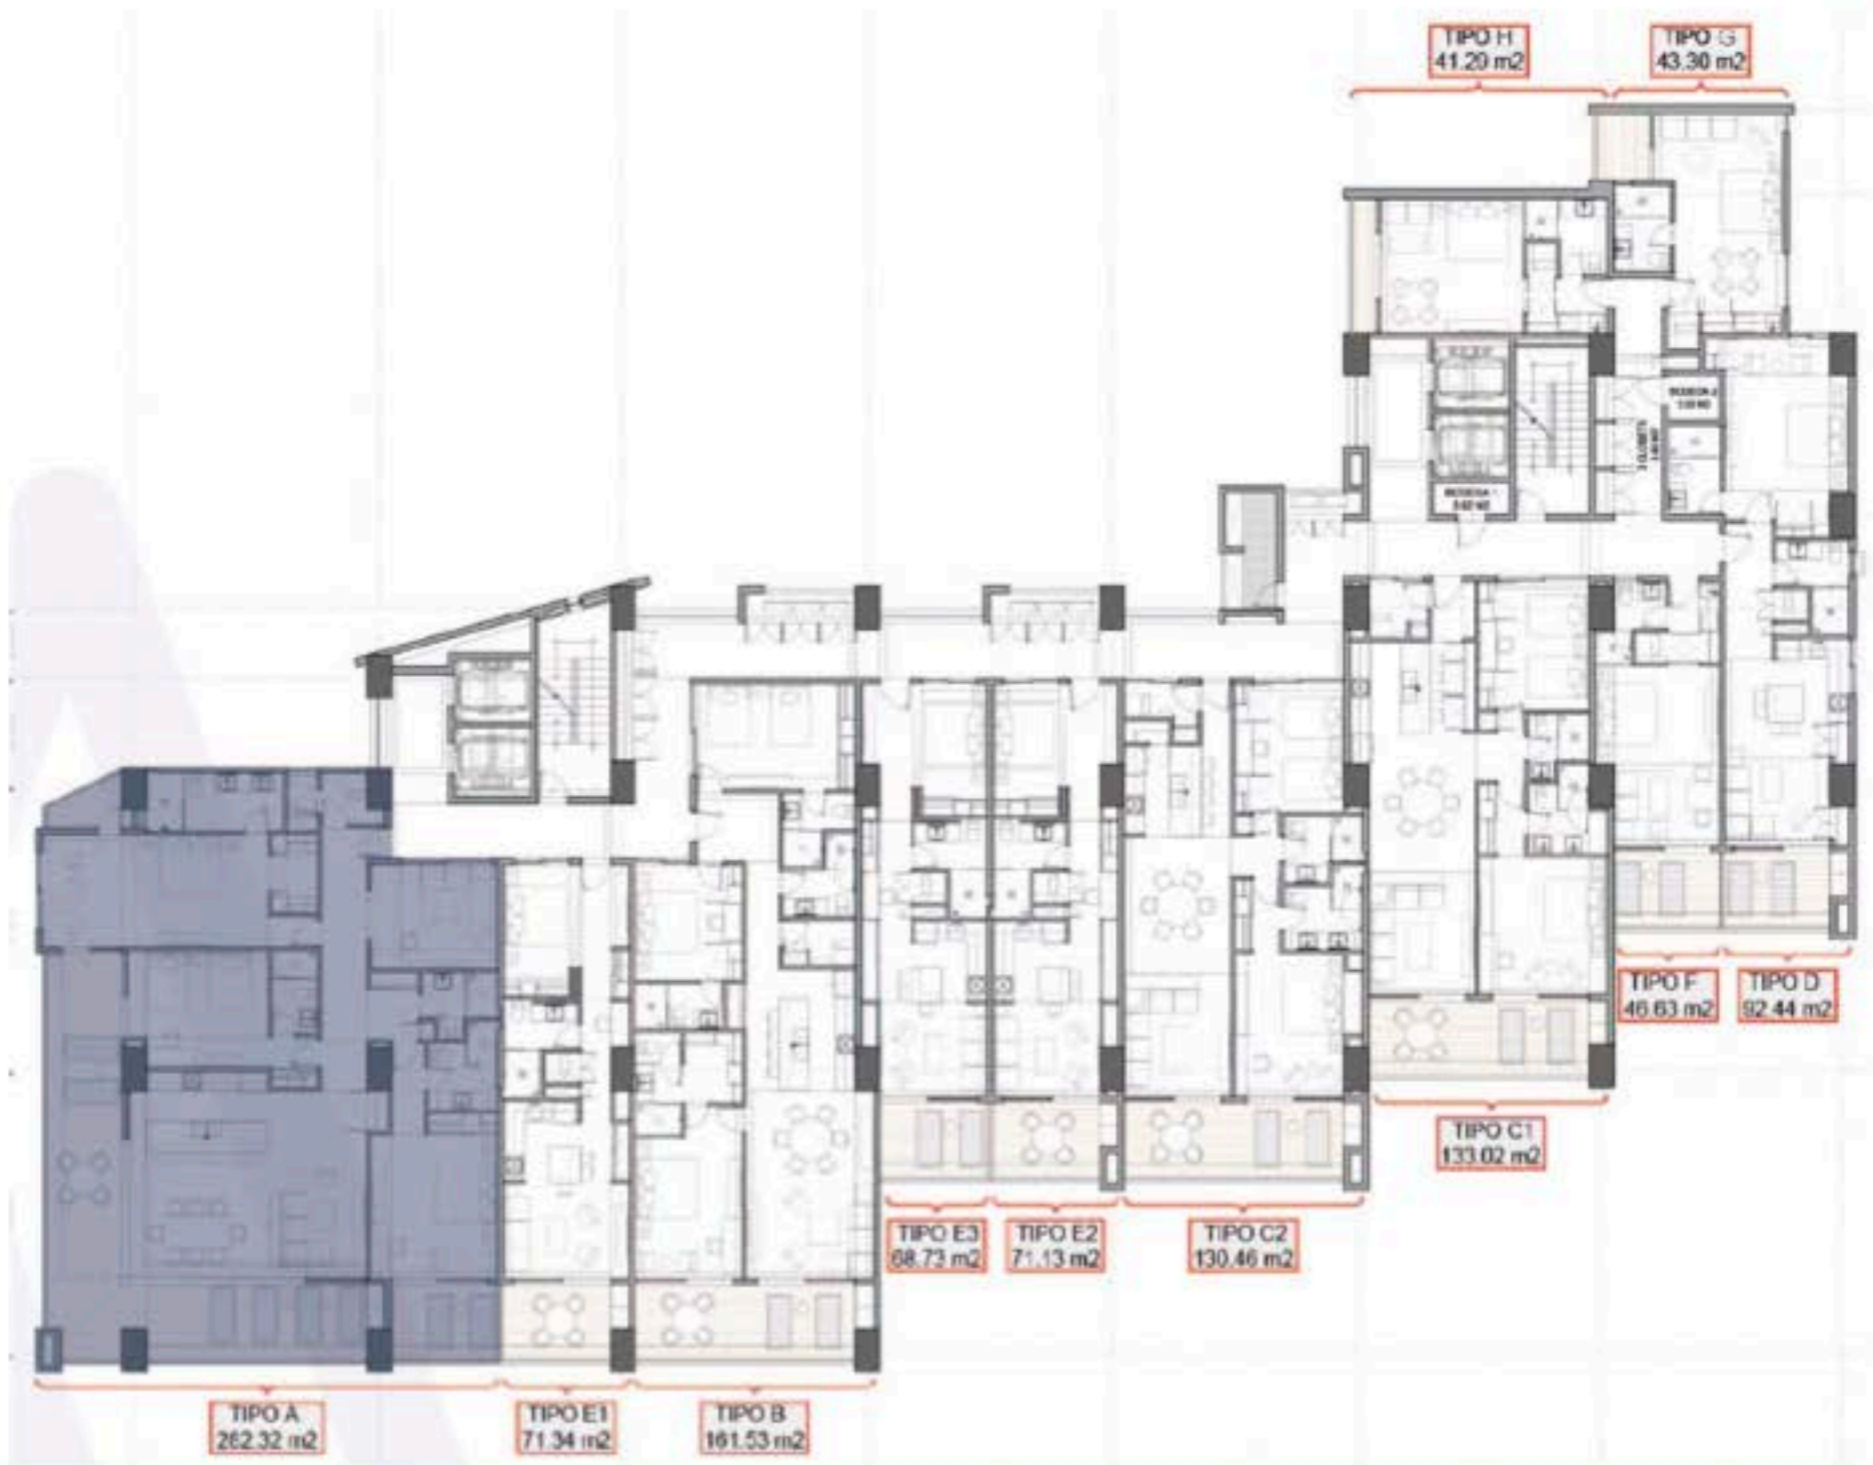 TIPO H
41.29 m2
TIPO G
43.30 m2
TIPO F
46.63 m2
TIPO D
92.44 m2
TIPO C1
133.02 m2
TIPO E3
68.73 m2
TIPO E2
71.13 m2
TIPO C2
130.46 m2
TIPO A
262.32 m2
TIPO E1
71.34 m2
TIPO B
161.53 m2